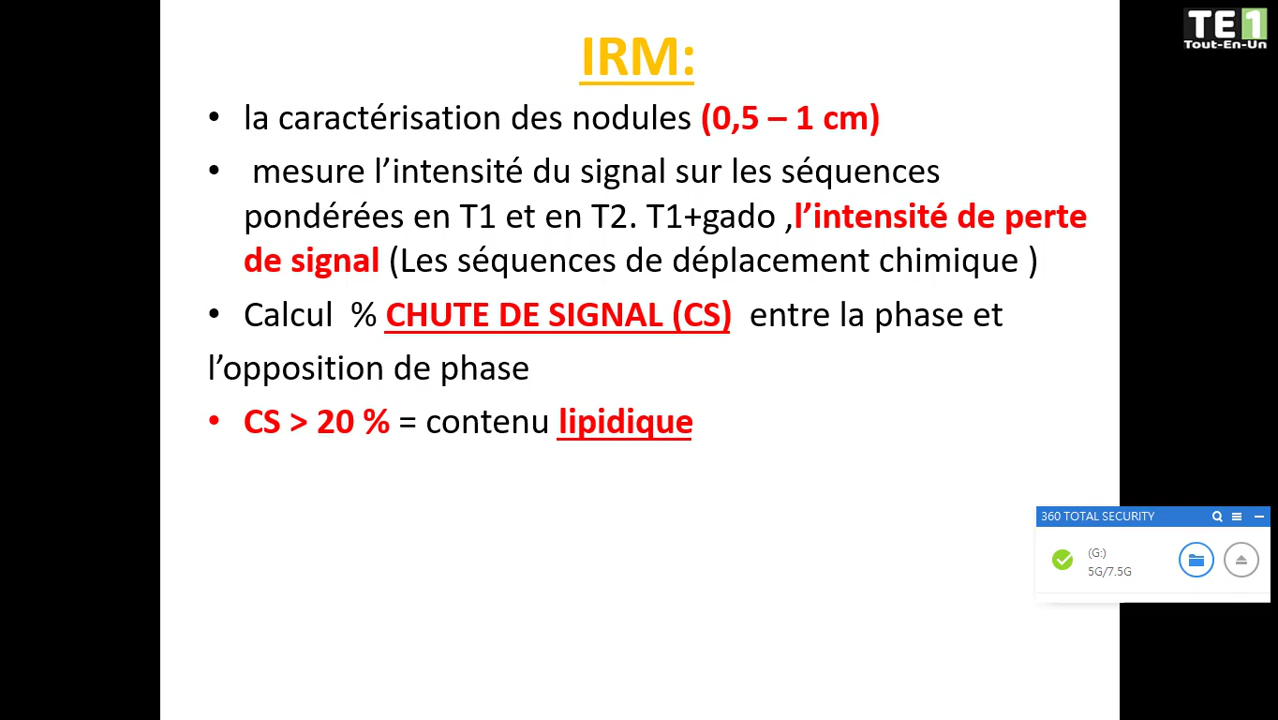 TE1
Tout-En-Un
IRM:
• la caractérisation des nodules (0,5 – 1 cm)
• mesure l’intensité du signal sur les séquences
pondérées en T1 et en T2. T1+gado ,l’intensité de perte
de signal (Les séquences de déplacement chimique )
• Calcul % CHUTE DE SIGNAL (CS) entre la phase et
l’opposition de phase
• CS > 20 % = contenu lipidique
360 TOTAL SECURITY
(G:)
5G/7.5G